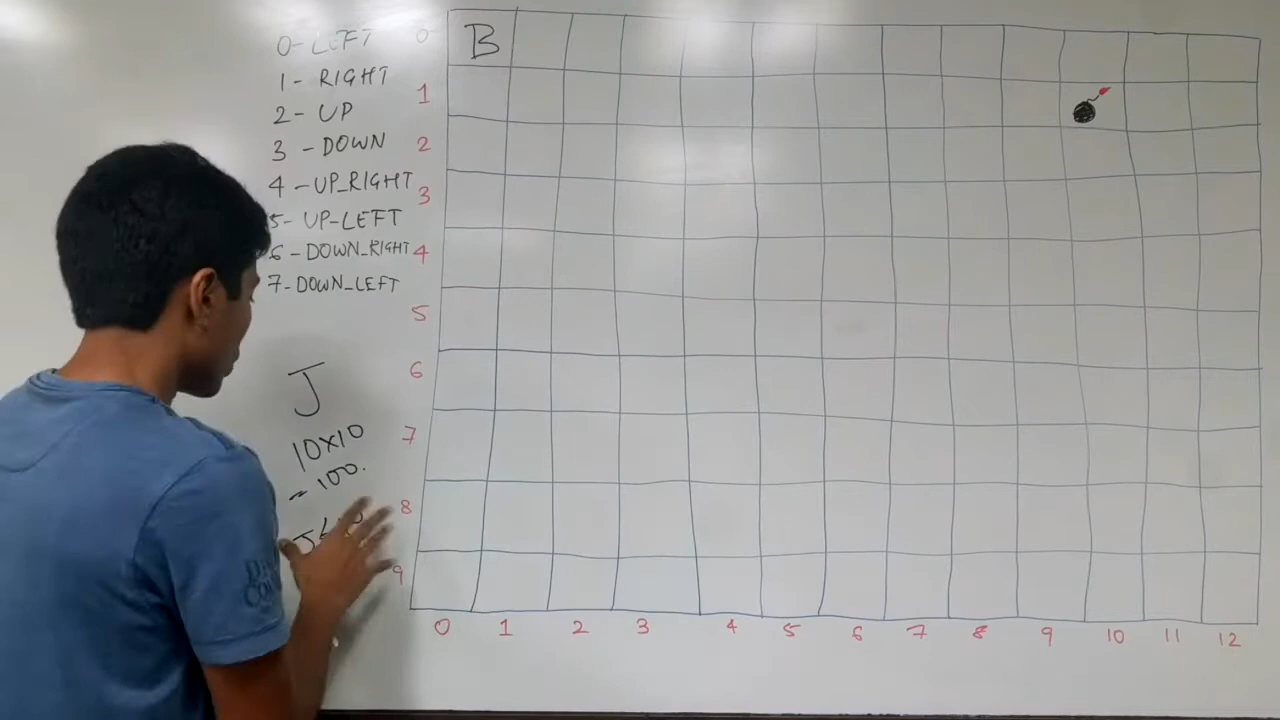 0-LEFT
1 - RIGHT
2 - UP
3 - DOWN
4 - UP_RIGHT
5 - UP-LEFT
6 - DOWN_RIGHT
7-DOWN_LEFT
J
10x10
= 100.
0
1
2
3
4
5
6
7
8
9
B
0 1 2 3 4 5 6 7 8 9 10 11 12